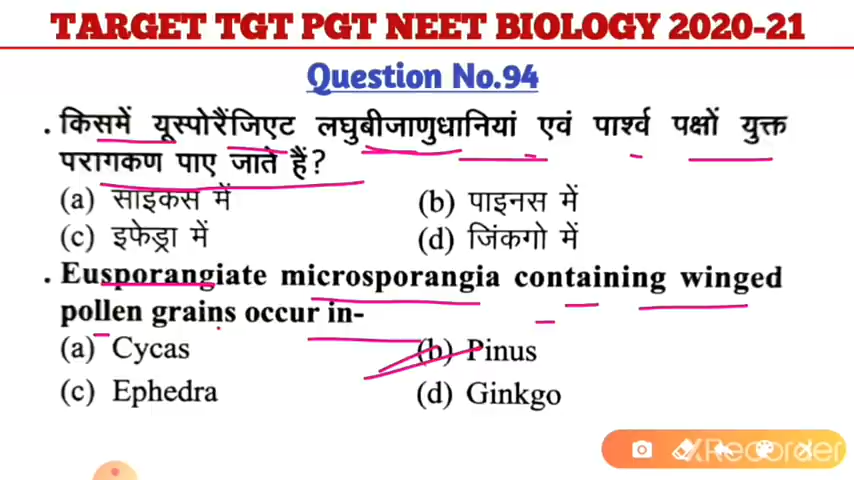 TARGET TGT PGT NEET BIOLOGY 2020-21
Question No.94
. किसमें यूस्पोरैंजिएट लघुबीजाणुधानियां एवं पार्श्व पक्षों युक्त
परागकण पाए जाते हैं?
(a) साइकस में (b) पाइनस में
(c) इफेड्रा में (d) जिंकगो में
. Eusporangiate microsporangia containing winged
pollen grains occur in-
(a) Cycas (b) Pinus
(c) Ephedra (d) Ginkgo
XRecorder